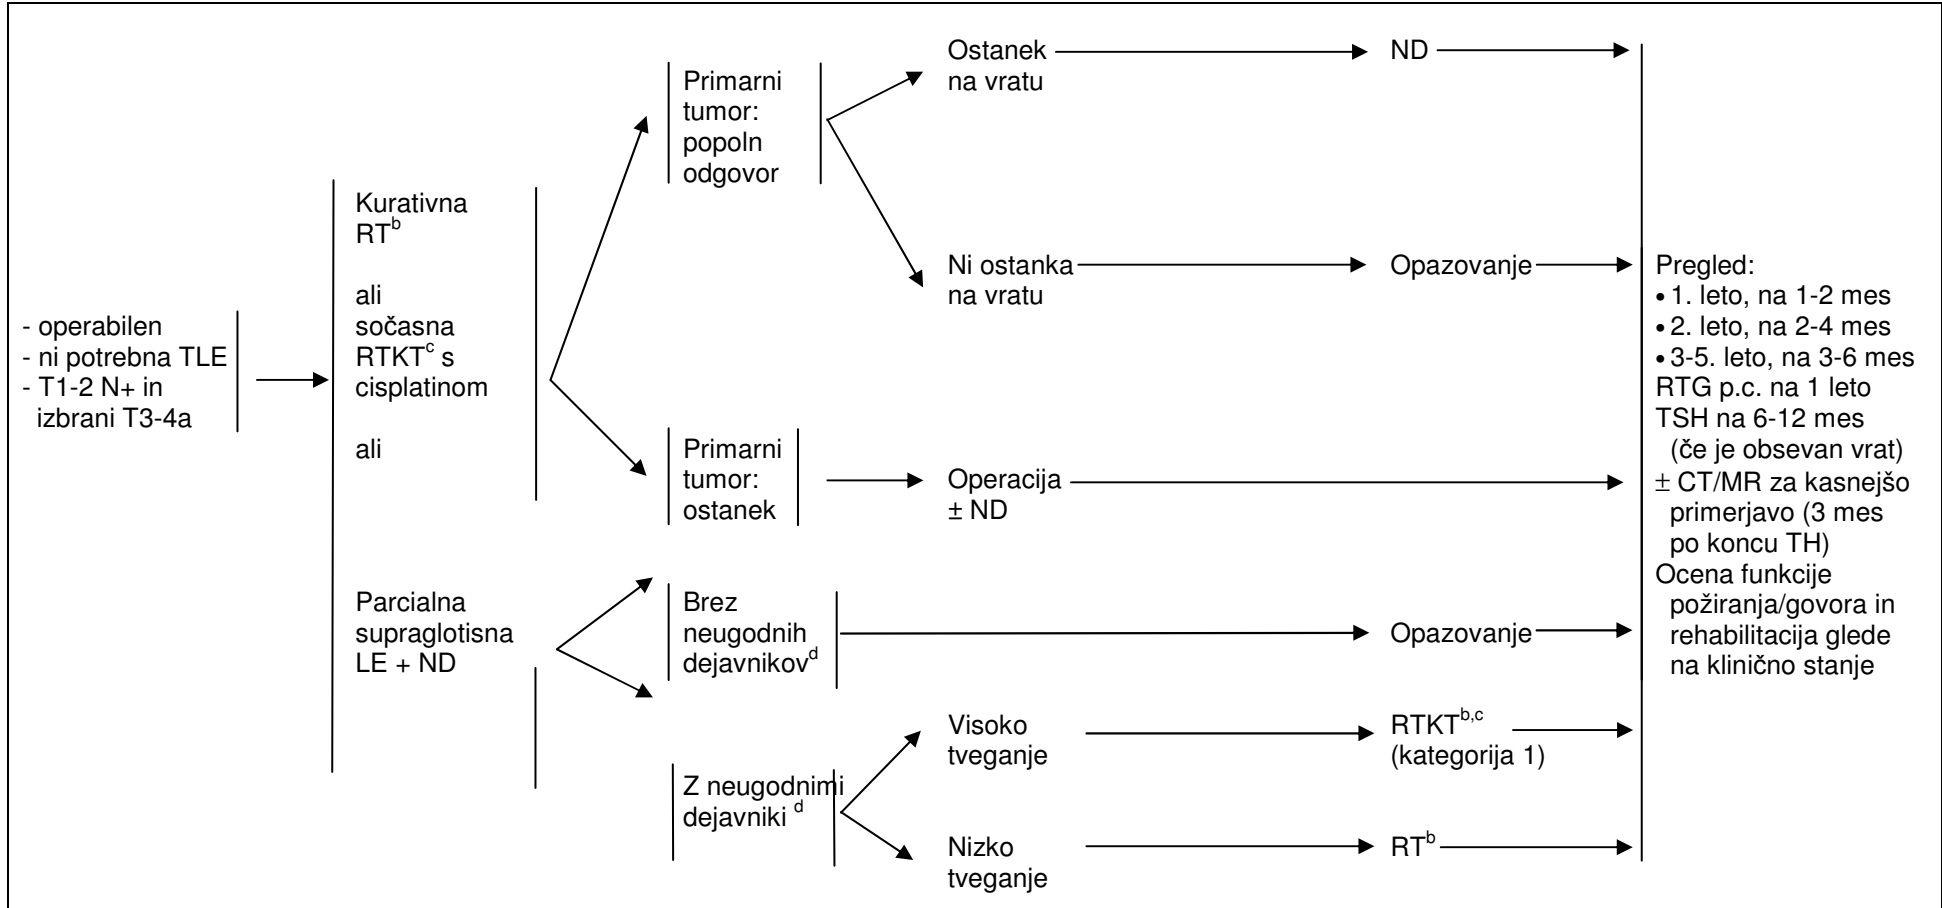 - operabilen
- ni potrebna TLE
- T1-2 N+ in
izbrani T3-4a
Kurativna
RTᵇ
ali
sočasna
RTKTᶜ s
cisplatinom
ali
Parcialna
supraglotisna
LE + ND
Primarni
tumor:
popoln
odgovor
Primarni
tumor:
ostanek
Brez
neugodnih
dejavnikovᵈ
Z neugodnimi
dejavniki ᵈ
Ostanek
na vratu
Ni ostanka
na vratu
Operacija
± ND
Visoko
tveganje
Nizko
tveganje
ND
Opazovanje
Opazovanje
RTKTᵇ,ᶜ
(kategorija 1)
RTᵇ
Pregled:
• 1. leto, na 1-2 mes
• 2. leto, na 2-4 mes
• 3-5. leto, na 3-6 mes
RTG p.c. na 1 leto
TSH na 6-12 mes
(če je obsevan vrat)
± CT/MR za kasnejšo
primerjavo (3 mes
po koncu TH)
Ocena funkcije
požiranja/govora in
rehabilitacija glede
na klinično stanje